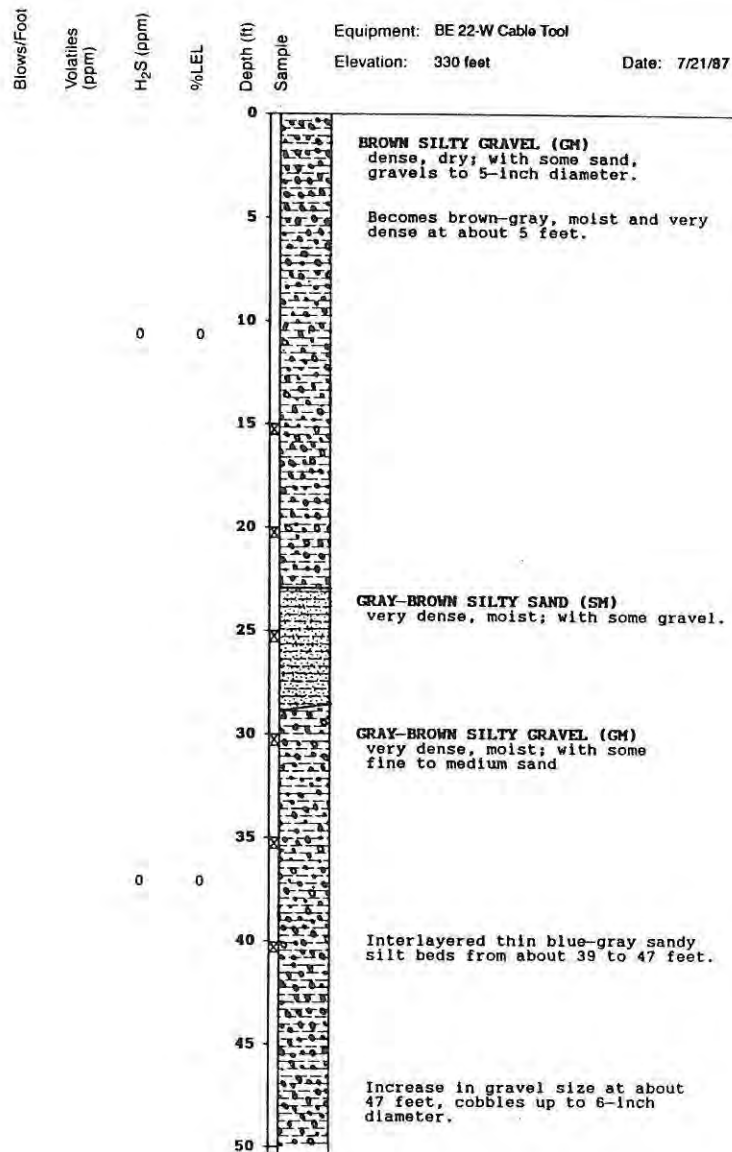 Blows/Foot
Volatiles
(ppm)
H₂S (ppm)
%LEL
Depth (ft)
Sample
Equipment: BE 22-W Cable Tool
Elevation: 330 feet Date: 7/21/87
0
BROWN SILTY GRAVEL (GM)
dense, dry; with some sand,
gravels to 5-inch diameter.
5
Becomes brown-gray, moist and very
dense at about 5 feet.
10
0 0
15
20
GRAY-BROWN SILTY SAND (SM)
very dense, moist; with some gravel.
25
30
GRAY-BROWN SILTY GRAVEL (GM)
very dense, moist; with some
fine to medium sand
35
0 0
40
Interlayered thin blue-gray sandy
silt beds from about 39 to 47 feet.
45
Increase in gravel size at about
47 feet, cobbles up to 6-inch
diameter.
50